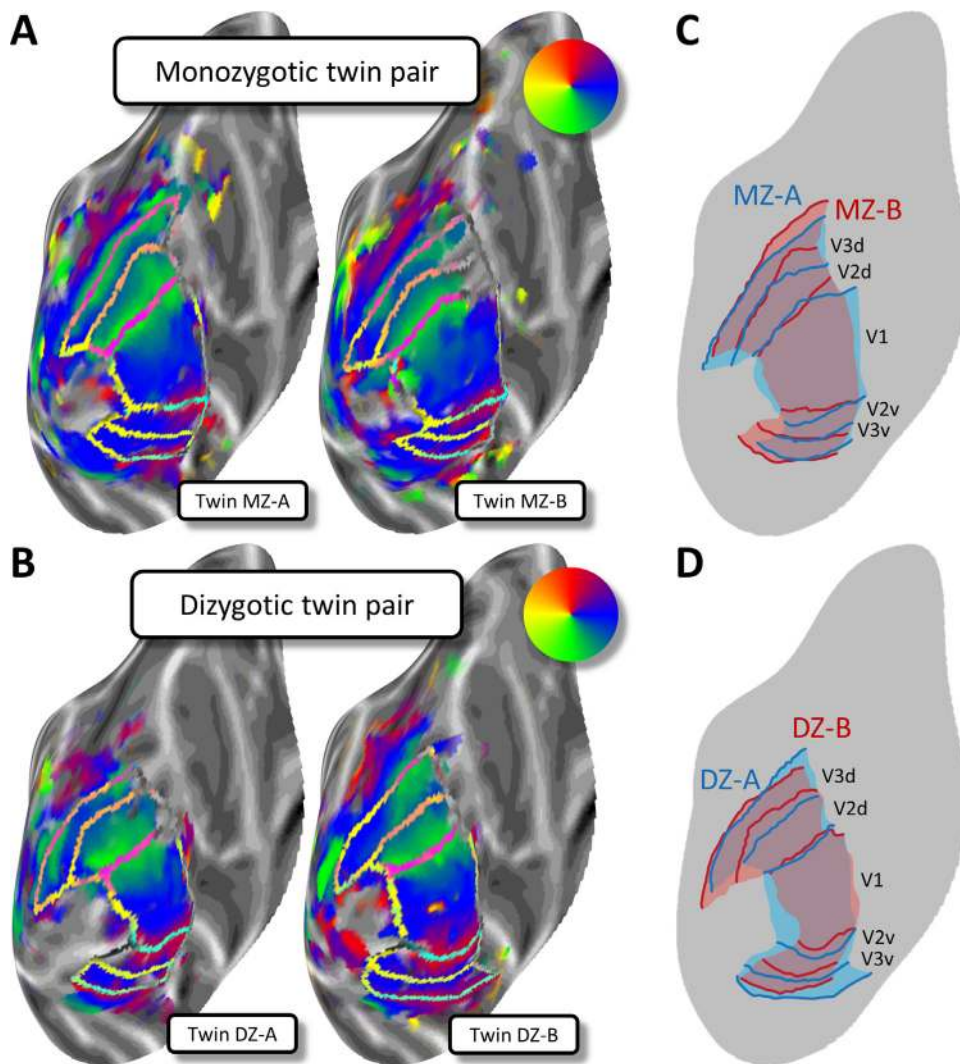 A
Monozygotic twin pair
Twin MZ-A
Twin MZ-B
C
MZ-A
MZ-B
V3d
V2d
V1
V2v
V3v
B
Dizygotic twin pair
Twin DZ-A
Twin DZ-B
D
DZ-B
DZ-A
V3d
V2d
V1
V2v
V3v